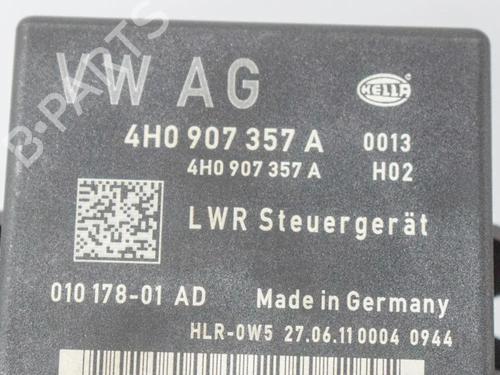 B-PARTS
VW AG
HELLA
4H0 907 357 A 0013
4H0 907 357 A H02
LWR Steuergerät
010 178-01 AD Made in Germany
HLR-0W5 27.06.11 0004 0944